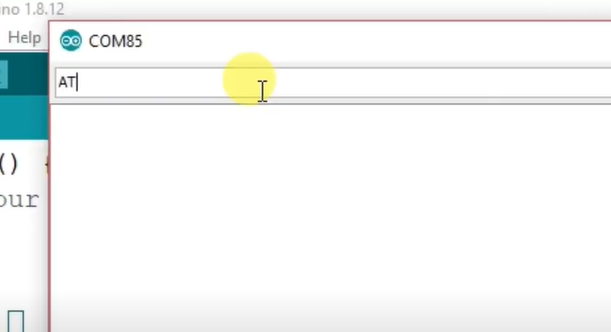 ino 1.8.12
Help
COM85
AT
()
our